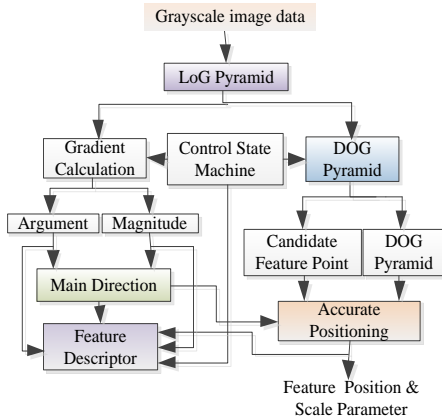 Grayscale image data
LoG Pyramid
Gradient
Calculation
Control State
Machine
DOG
Pyramid
Argument
Magnitude
Candidate
Feature Point
DOG
Pyramid
Main Direction
Accurate
Positioning
Feature
Descriptor
Feature Position &
Scale Parameter